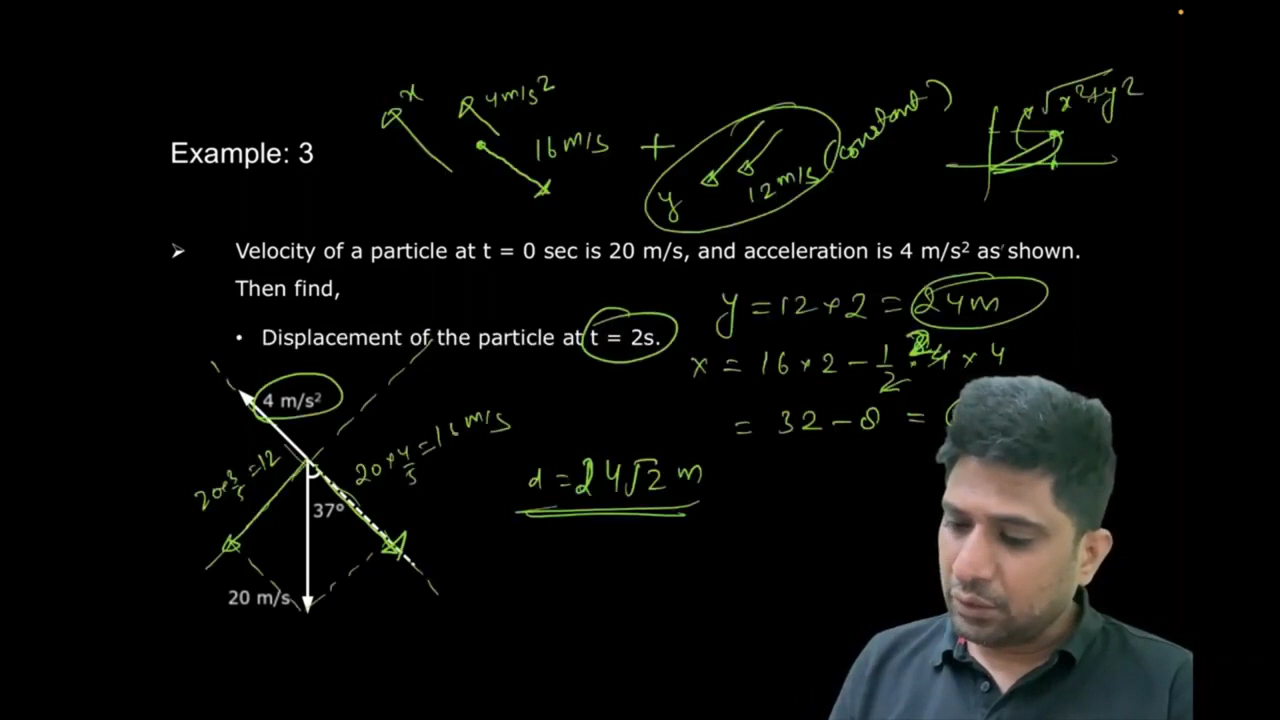 x
4 m/s²
16 m/s + y 12 m/s (constant)
√x²+y²
Example: 3
➢ Velocity of a particle at t = 0 sec is 20 m/s, and acceleration is 4 m/s² as shown.
Then find,
• Displacement of the particle at t = 2s.
y = 12 × 2 = 24m
x = 16 × 2 − 1/2 × 4 × 4
= 32 − 8 =
4 m/s²
20×3/5=12
20×4/5=16 m/s
37°
20 m/s
d = 24√2 m